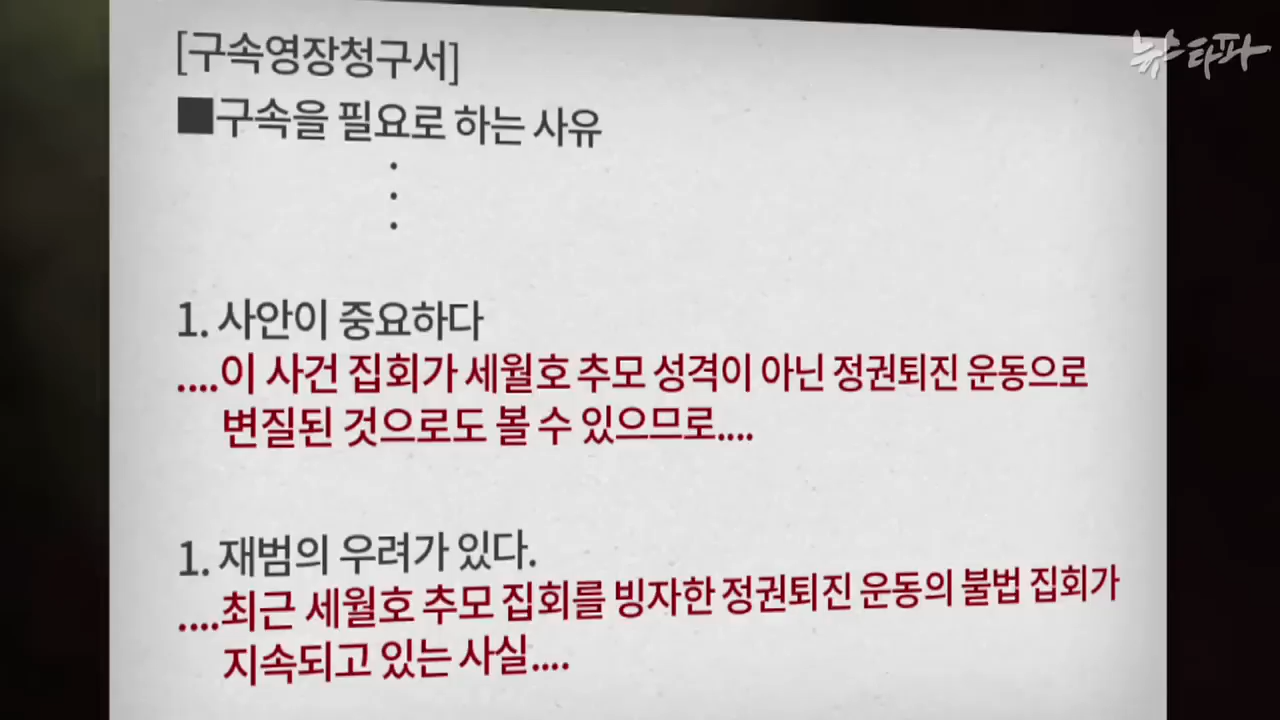 뉴스타파
[구속영장청구서]
■구속을 필요로 하는 사유
1. 사안이 중요하다
....이 사건 집회가 세월호 추모 성격이 아닌 정권퇴진 운동으로
변질된 것으로도 볼 수 있으므로....
1. 재범의 우려가 있다.
....최근 세월호 추모 집회를 빙자한 정권퇴진 운동의 불법 집회가
지속되고 있는 사실....